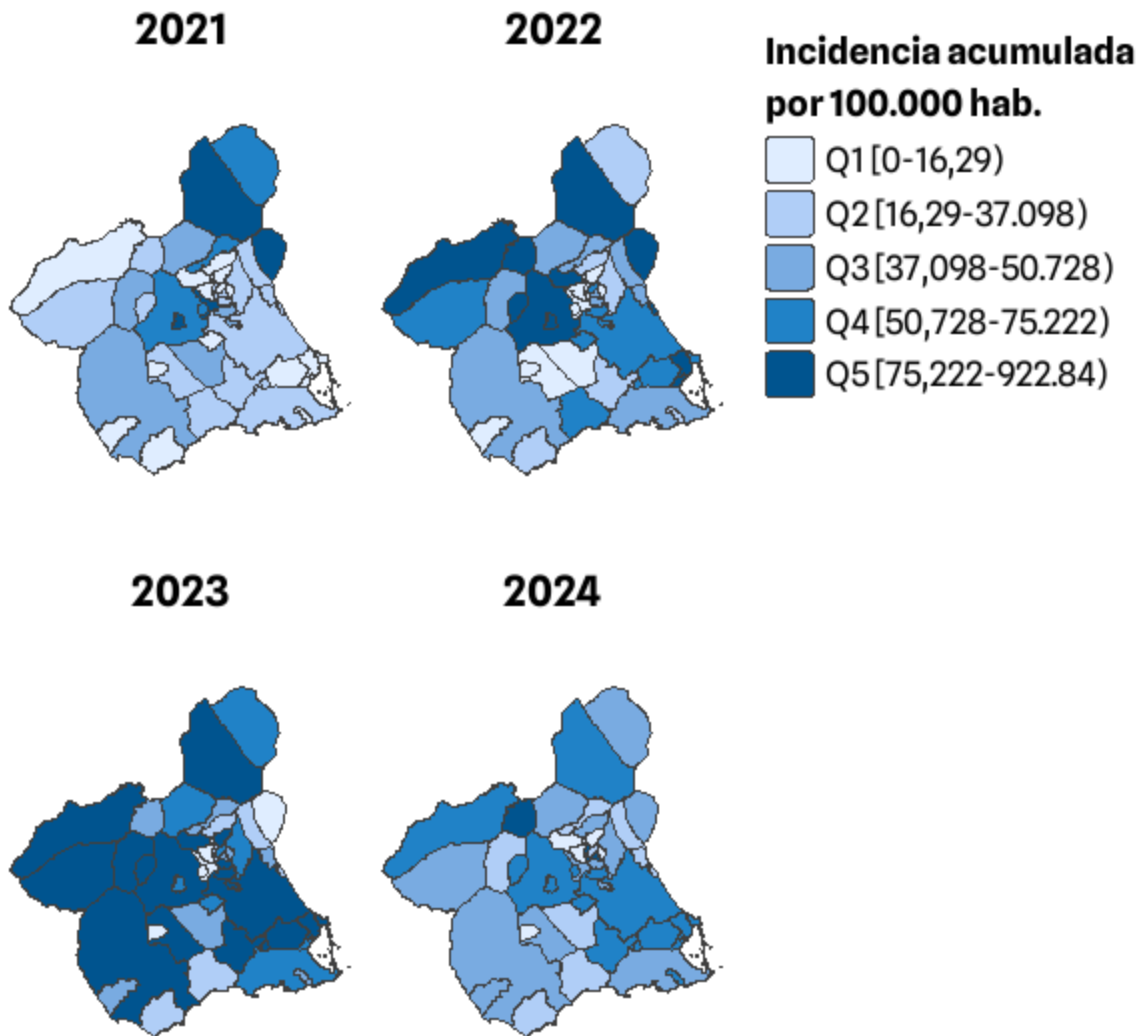 2021
2022
Incidencia acumulada
por 100.000 hab.
Q1 [0-16,29)
Q2 [16,29-37.098)
Q3 [37,098-50.728)
Q4 [50,728-75.222)
Q5 [75,222-922.84)
2023
2024